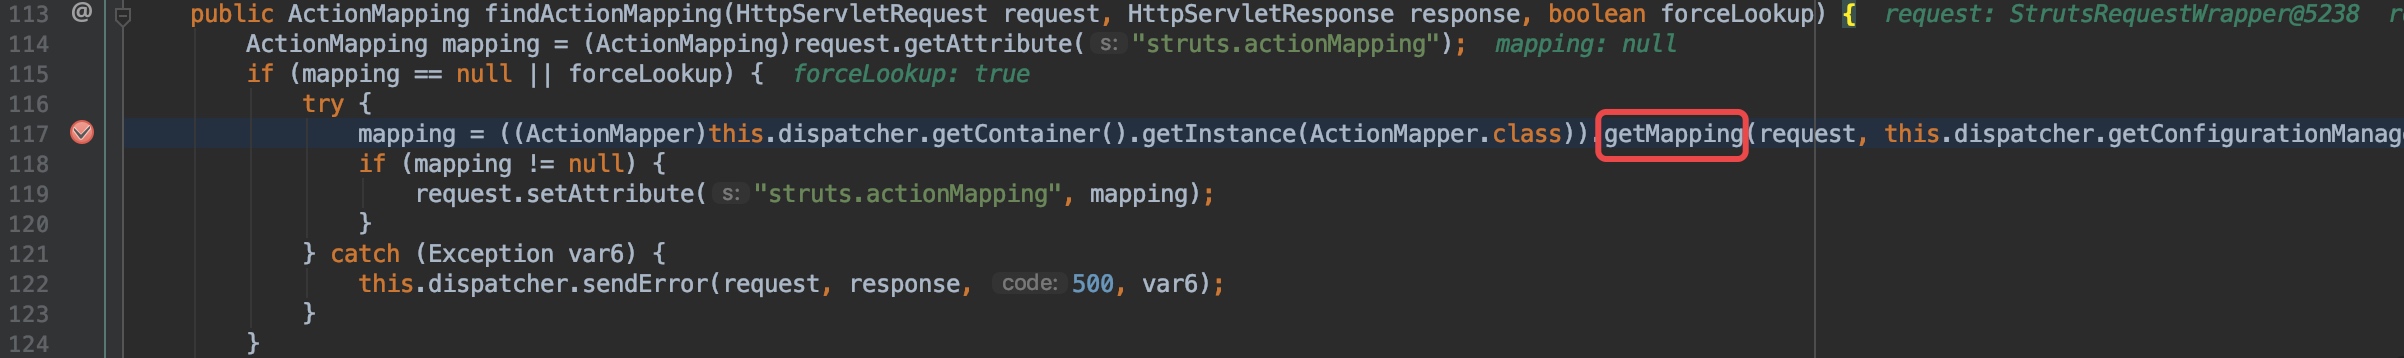 113 @ public ActionMapping findActionMapping(HttpServletRequest request, HttpServletResponse response, boolean forceLookup) { request: StrutsRequestWrapper@5238
114 ActionMapping mapping = (ActionMapping)request.getAttribute( s: "struts.actionMapping"); mapping: null
115 if (mapping == null || forceLookup) { forceLookup: true
116 try {
117 mapping = ((ActionMapper)this.dispatcher.getContainer().getInstance(ActionMapper.class)).getMapping(request, this.dispatcher.getConfigurationManag
118 if (mapping != null) {
119 request.setAttribute( s: "struts.actionMapping", mapping);
120 }
121 } catch (Exception var6) {
122 this.dispatcher.sendError(request, response, code: 500, var6);
123 }
124 }